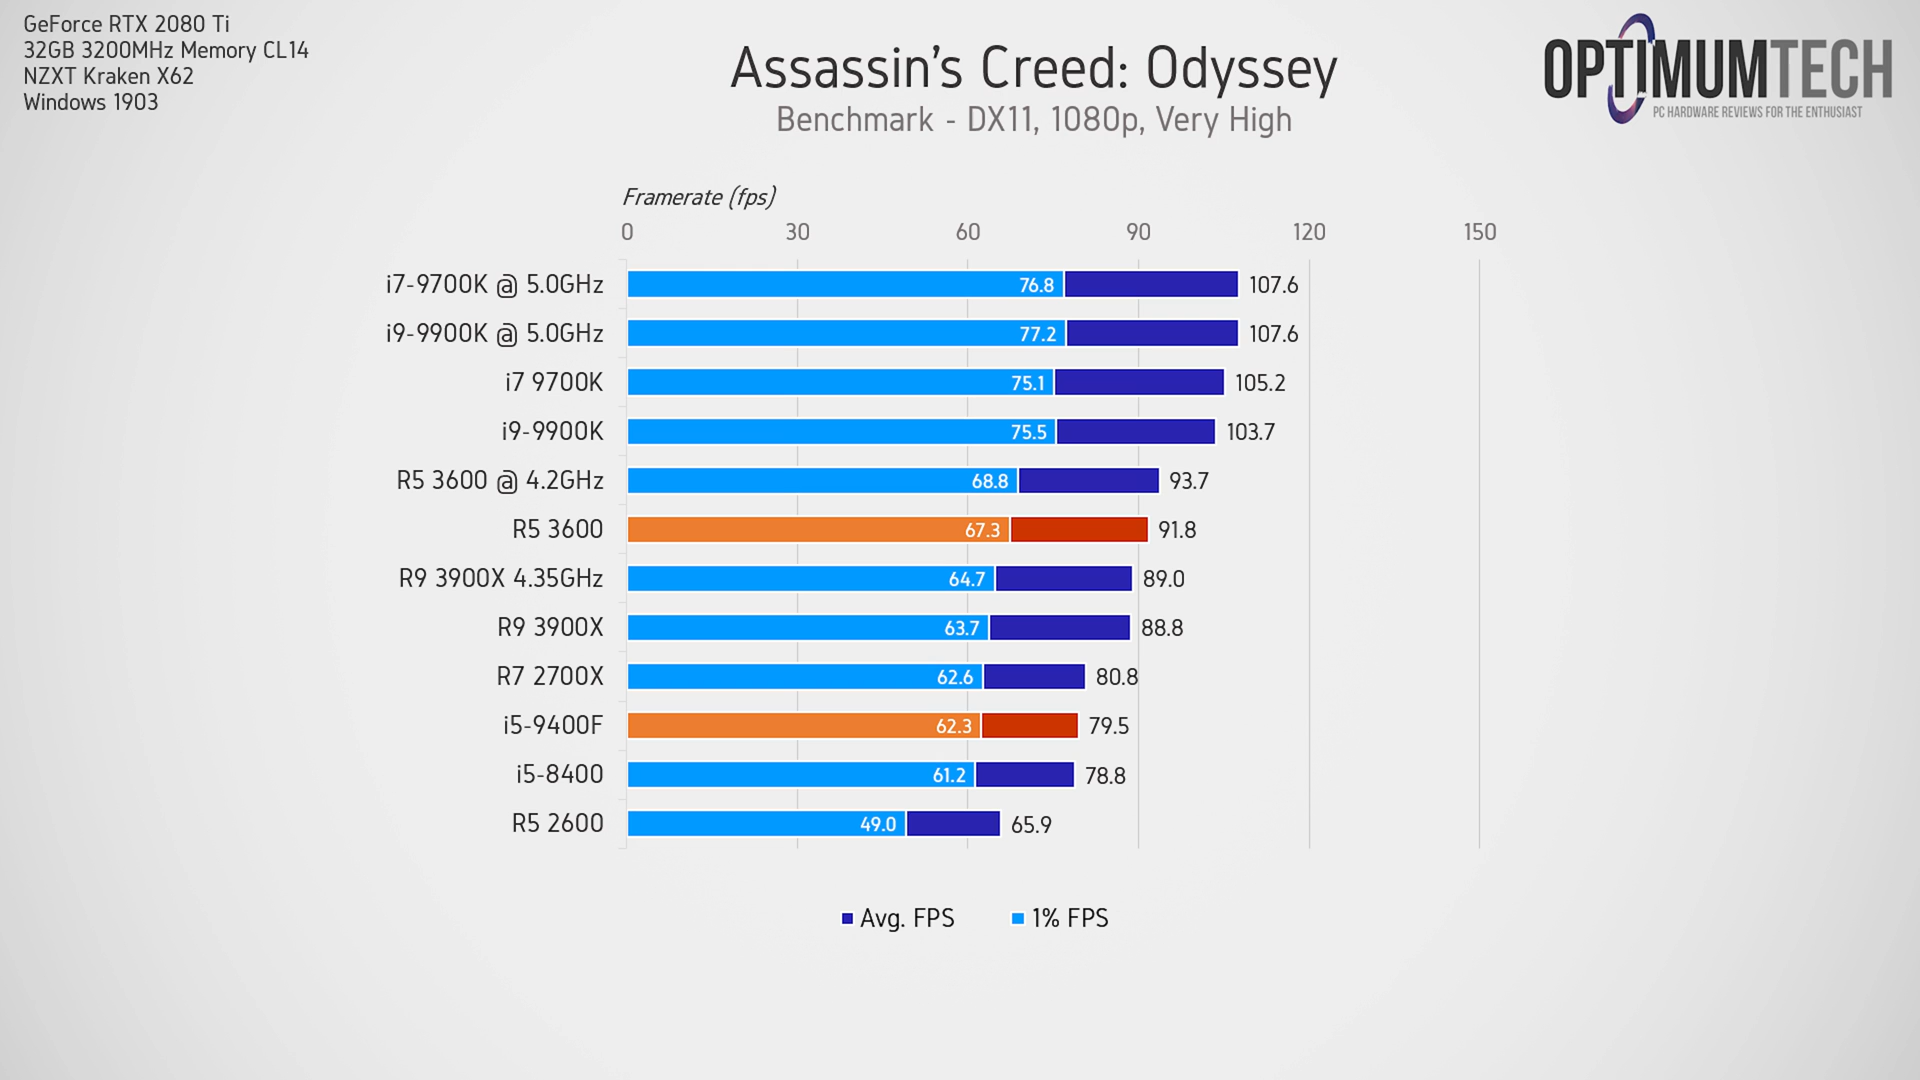 GeForce RTX 2080 Ti
32GB 3200MHz Memory CL14
NZXT Kraken X62
Windows 1903
Assassin's Creed: Odyssey
Benchmark - DX11, 1080p, Very High
OPTIMUMTECH
PC HARDWARE REVIEWS FOR THE ENTHUSIAST
Framerate (fps)
0 30 60 90 120 150
i7-9700K @ 5.0GHz 76.8 107.6
i9-9900K @ 5.0GHz 77.2 107.6
i7 9700K 75.1 105.2
i9-9900K 75.5 103.7
R5 3600 @ 4.2GHz 68.8 93.7
R5 3600 67.3 91.8
R9 3900X 4.35GHz 64.7 89.0
R9 3900X 63.7 88.8
R7 2700X 62.6 80.8
i5-9400F 62.3 79.5
i5-8400 61.2 78.8
R5 2600 49.0 65.9
Avg. FPS 1% FPS